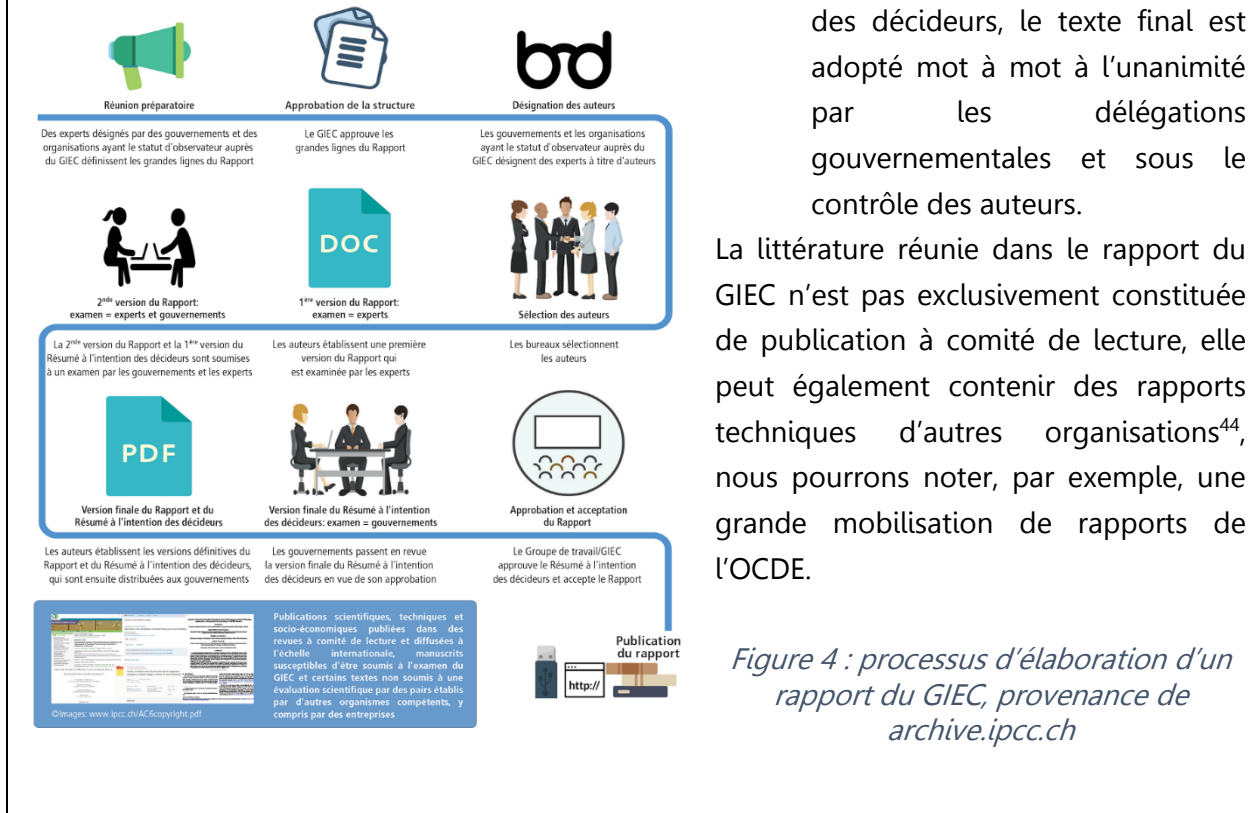 Réunion préparatoire
Approbation de la structure
Désignation des auteurs
Des experts désignés par des gouvernements et des
organisations ayant le statut d'observateur auprès
du GIEC définissent les grandes lignes du Rapport
Le GIEC approuve les
grandes lignes du Rapport
Les gouvernements et les organisations
ayant le statut d'observateur auprès du
GIEC désignent des experts à titre d'auteurs
DOC
2nde version du Rapport:
examen = experts et gouvernements
1ère version du Rapport:
examen = experts
Sélection des auteurs
La 2nde version du Rapport et la 1ère version du
Résumé à l'intention des décideurs sont soumises
à un examen par les gouvernements et les experts
Les auteurs établissent une première
version du Rapport qui
est examinée par les experts
Les bureaux sélectionnent
les auteurs
PDF
Version finale du Rapport et du
Résumé à l'intention des décideurs
Version finale du Résumé à l'intention
des décideurs: examen = gouvernements
Approbation et acceptation
du Rapport
Les auteurs établissent les versions définitives du
Rapport et du Résumé à l'intention des décideurs,
qui sont ensuite distribuées aux gouvernements
Les gouvernements passent en revue
la version finale du Résumé à l'intention
des décideurs en vue de son approbation
Le Groupe de travail/GIEC
approuve le Résumé à l'intention
des décideurs et accepte le Rapport
Publications scientifiques, techniques et
socio-économiques publiées dans des
revues à comité de lecture et diffusées à
l'échelle internationale, manuscrits
susceptibles d'être soumis à l'examen du
GIEC et certains textes non soumis à une
évaluation scientifique par des pairs établis
par d'autres organismes compétents, y
compris par des entreprises
©Images: www.ipcc.ch/AC6copyright.pdf
Publication
du rapport
http://
des décideurs, le texte final est
adopté mot à mot à l'unanimité
par les délégations
gouvernementales et sous le
contrôle des auteurs.
La littérature réunie dans le rapport du
GIEC n'est pas exclusivement constituée
de publication à comité de lecture, elle
peut également contenir des rapports
techniques d'autres organisations44,
nous pourrons noter, par exemple, une
grande mobilisation de rapports de
l'OCDE.
Figure 4 : processus d'élaboration d'un
rapport du GIEC, provenance de
archive.ipcc.ch